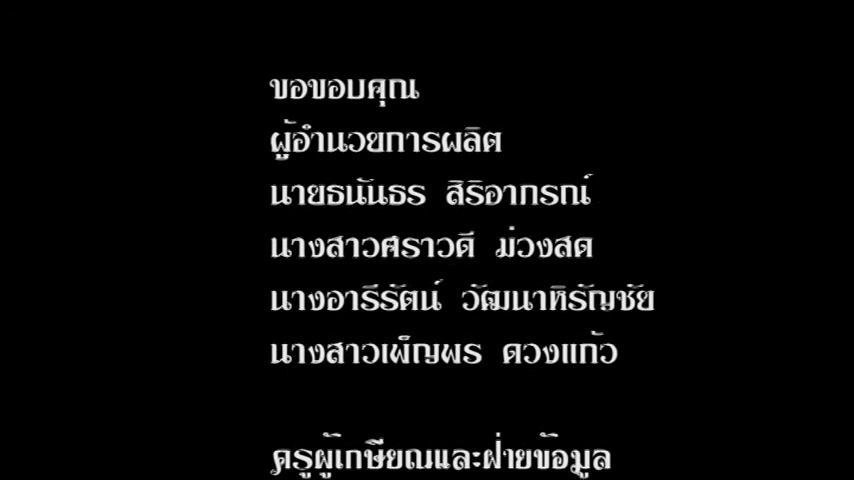 ขอขอบคุณ
ผู้อำนวยการผลิต
นายธนันธร สิริอาภรณ์
นางสาวศราวดี ม่วงสด
นางอารีรัตน์ วัฒนาหิรัญชัย
นางสาวเพ็ญพร ดวงแก้ว
ครูผู้เกษียณและฝ่ายข้อมูล